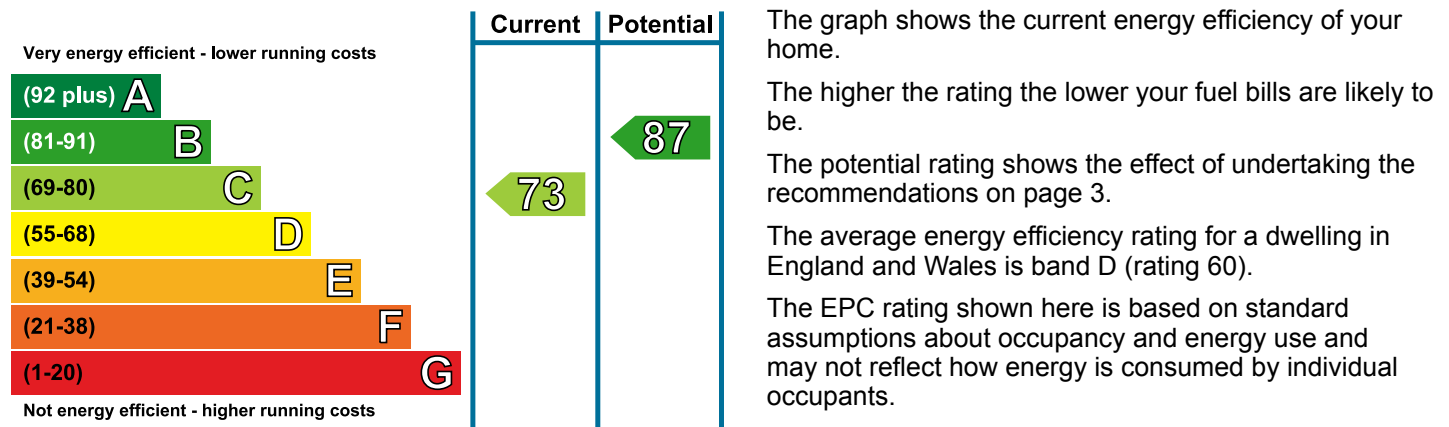 Current Potential
Very energy efficient - lower running costs
(92 plus) A
(81-91) B
87
(69-80) C
73
(55-68) D
(39-54) E
(21-38) F
(1-20) G
Not energy efficient - higher running costs
The graph shows the current energy efficiency of your
home.
The higher the rating the lower your fuel bills are likely to
be.
The potential rating shows the effect of undertaking the
recommendations on page 3.
The average energy efficiency rating for a dwelling in
England and Wales is band D (rating 60).
The EPC rating shown here is based on standard
assumptions about occupancy and energy use and
may not reflect how energy is consumed by individual
occupants.